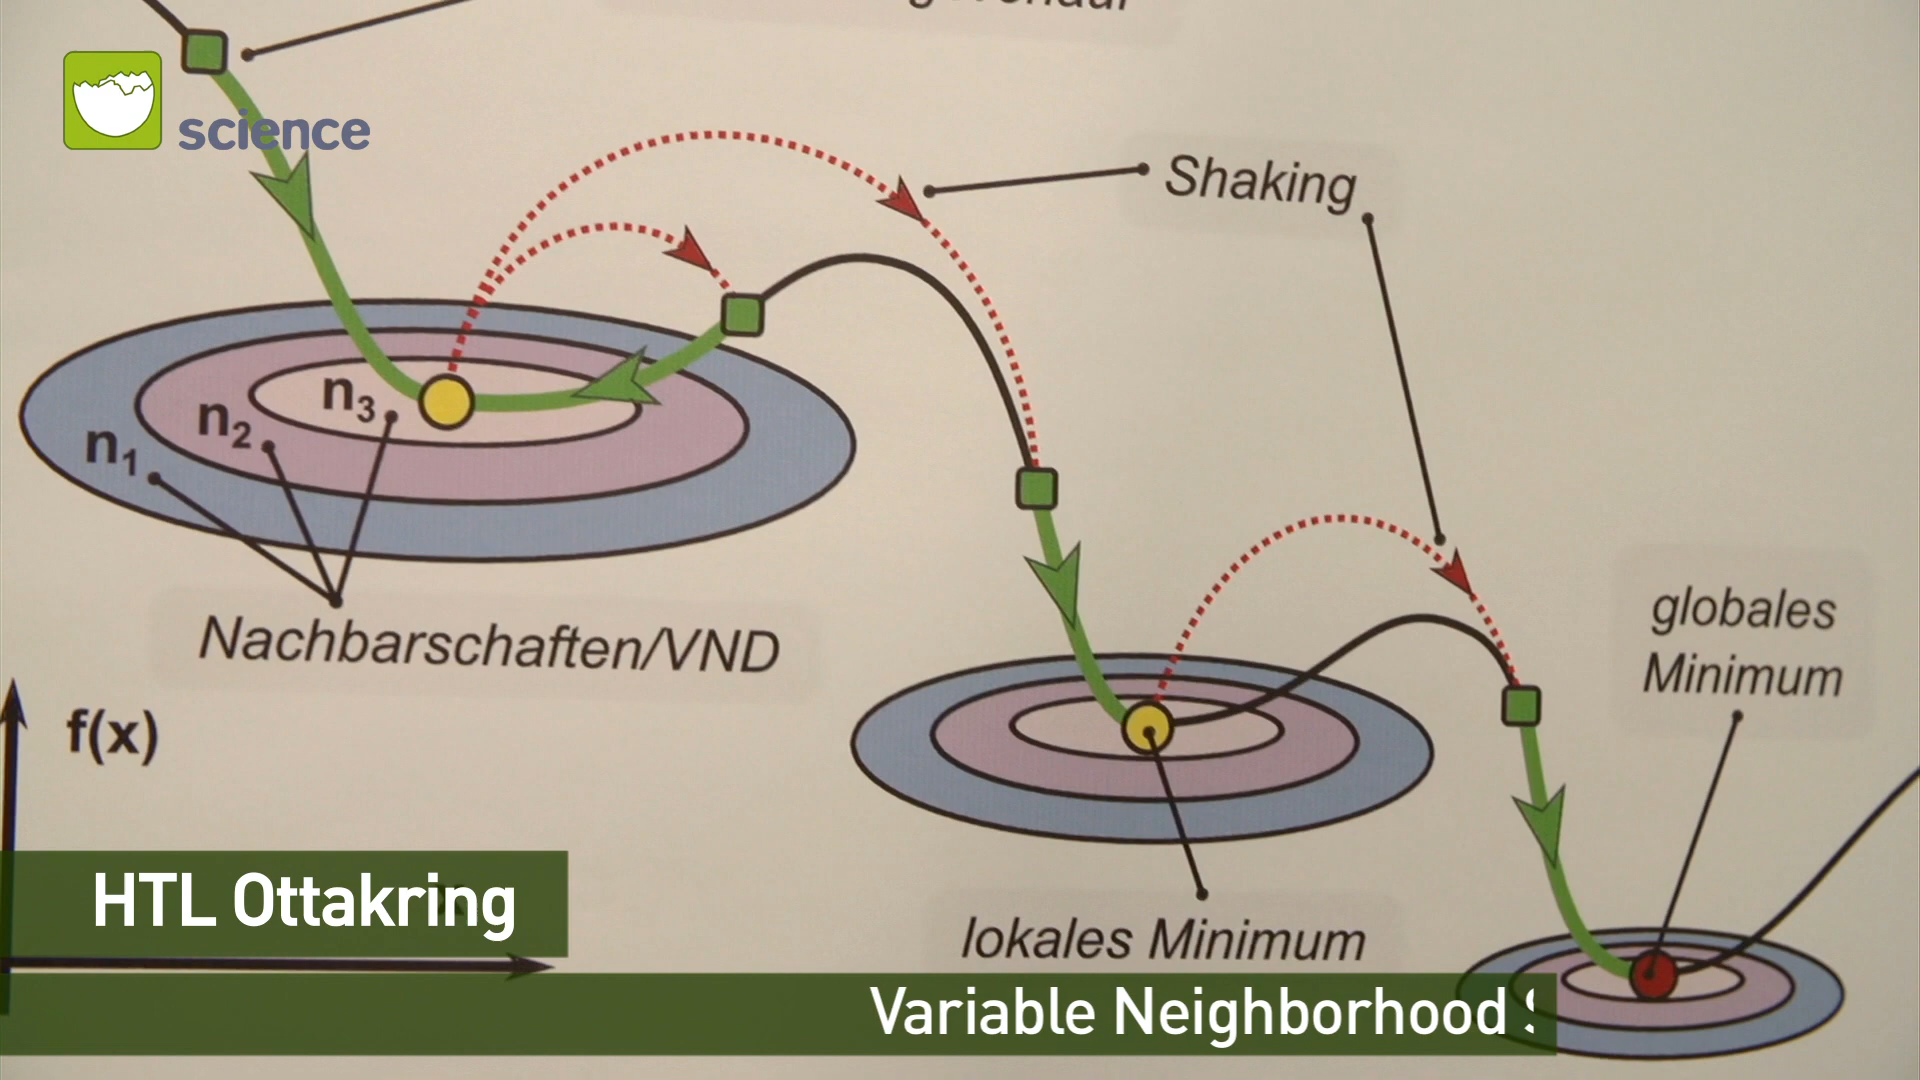 science
Shaking
n3
n2
n1
Nachbarschaften/VND
globales
Minimum
f(x)
HTL Ottakring
lokales Minimum
Variable Neighborhood